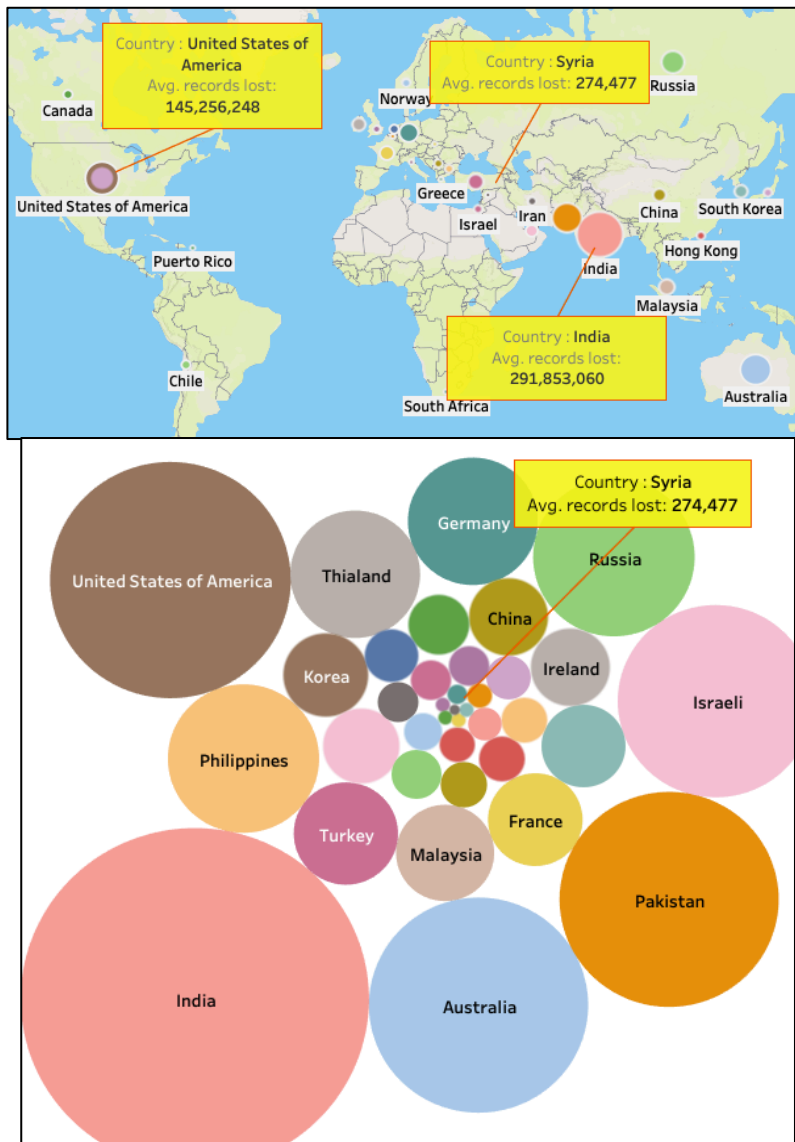 Country : United States of
America
Avg. records lost:
145,256,248
Country : Syria
Avg. records lost: 274,477
Canada
Norway
Russia
United States of America
Greece
Israel
Iran
China
South Korea
Puerto Rico
India
Hong Kong
Malaysia
Country : India
Avg. records lost:
291,853,060
Chile
South Africa
Australia
Country : Syria
Avg. records lost: 274,477
Germany
Russia
United States of America
Thialand
China
Korea
Ireland
Israeli
Philippines
Turkey
Malaysia
France
Pakistan
India
Australia